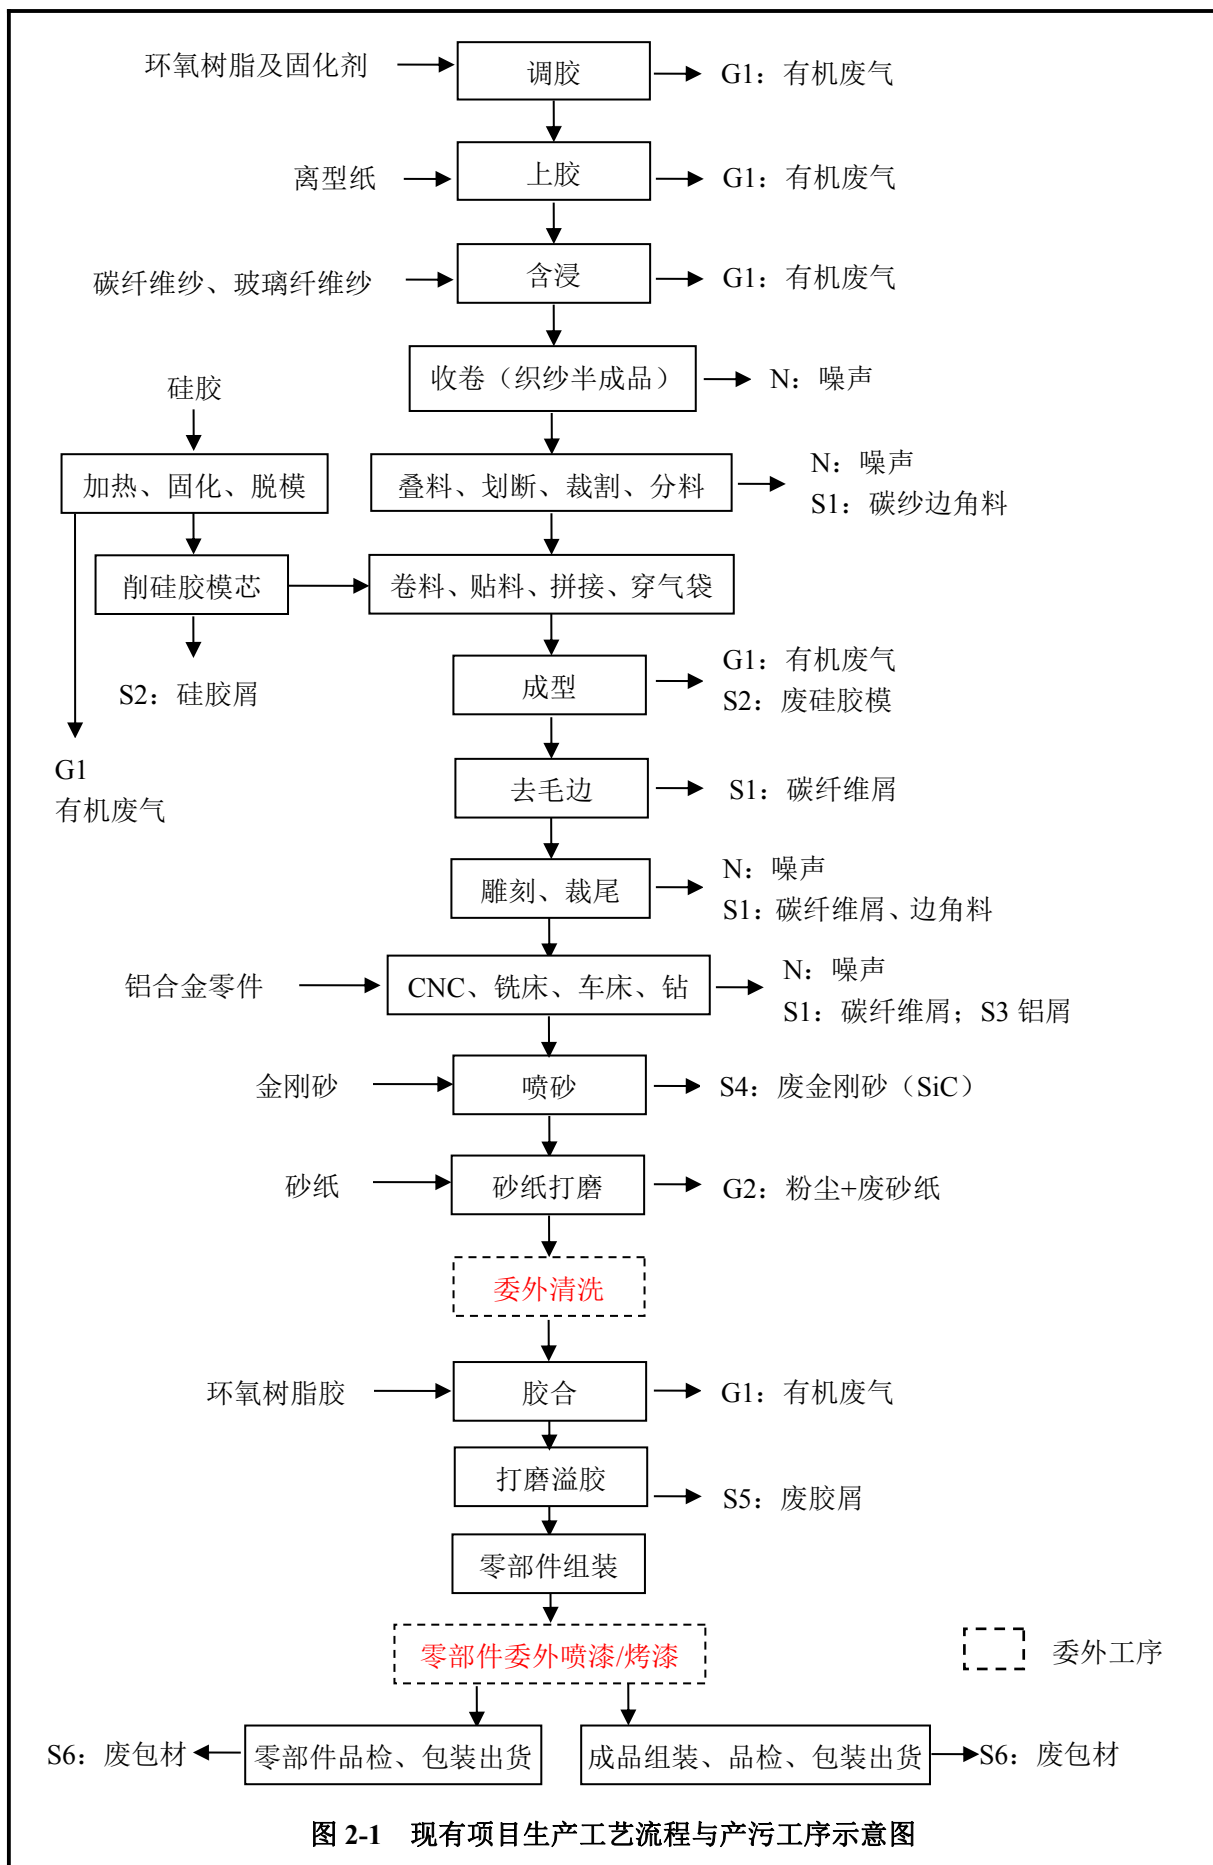 环氧树脂及固化剂
调胶
G1：有机废气
离型纸
上胶
G1：有机废气
碳纤维纱、玻璃纤维纱
含浸
G1：有机废气
收卷（织纱半成品）
N：噪声
硅胶
加热、固化、脱模
叠料、划断、裁割、分料
N：噪声
S1：碳纱边角料
削硅胶模芯
卷料、贴料、拼接、穿气袋
S2：硅胶屑
成型
G1：有机废气
S2：废硅胶模
G1
有机废气
去毛边
S1：碳纤维屑
雕刻、裁尾
N：噪声
S1：碳纤维屑、边角料
铝合金零件
CNC、铣床、车床、钻
N：噪声
S1：碳纤维屑；S3 铝屑
金刚砂
喷砂
S4：废金刚砂（SiC）
砂纸
砂纸打磨
G2：粉尘+废砂纸
委外清洗
环氧树脂胶
胶合
G1：有机废气
打磨溢胶
S5：废胶屑
零部件组装
零部件委外喷漆/烤漆
委外工序
S6：废包材
零部件品检、包装出货
成品组装、品检、包装出货
S6：废包材
图 2-1 现有项目生产工艺流程与产污工序示意图